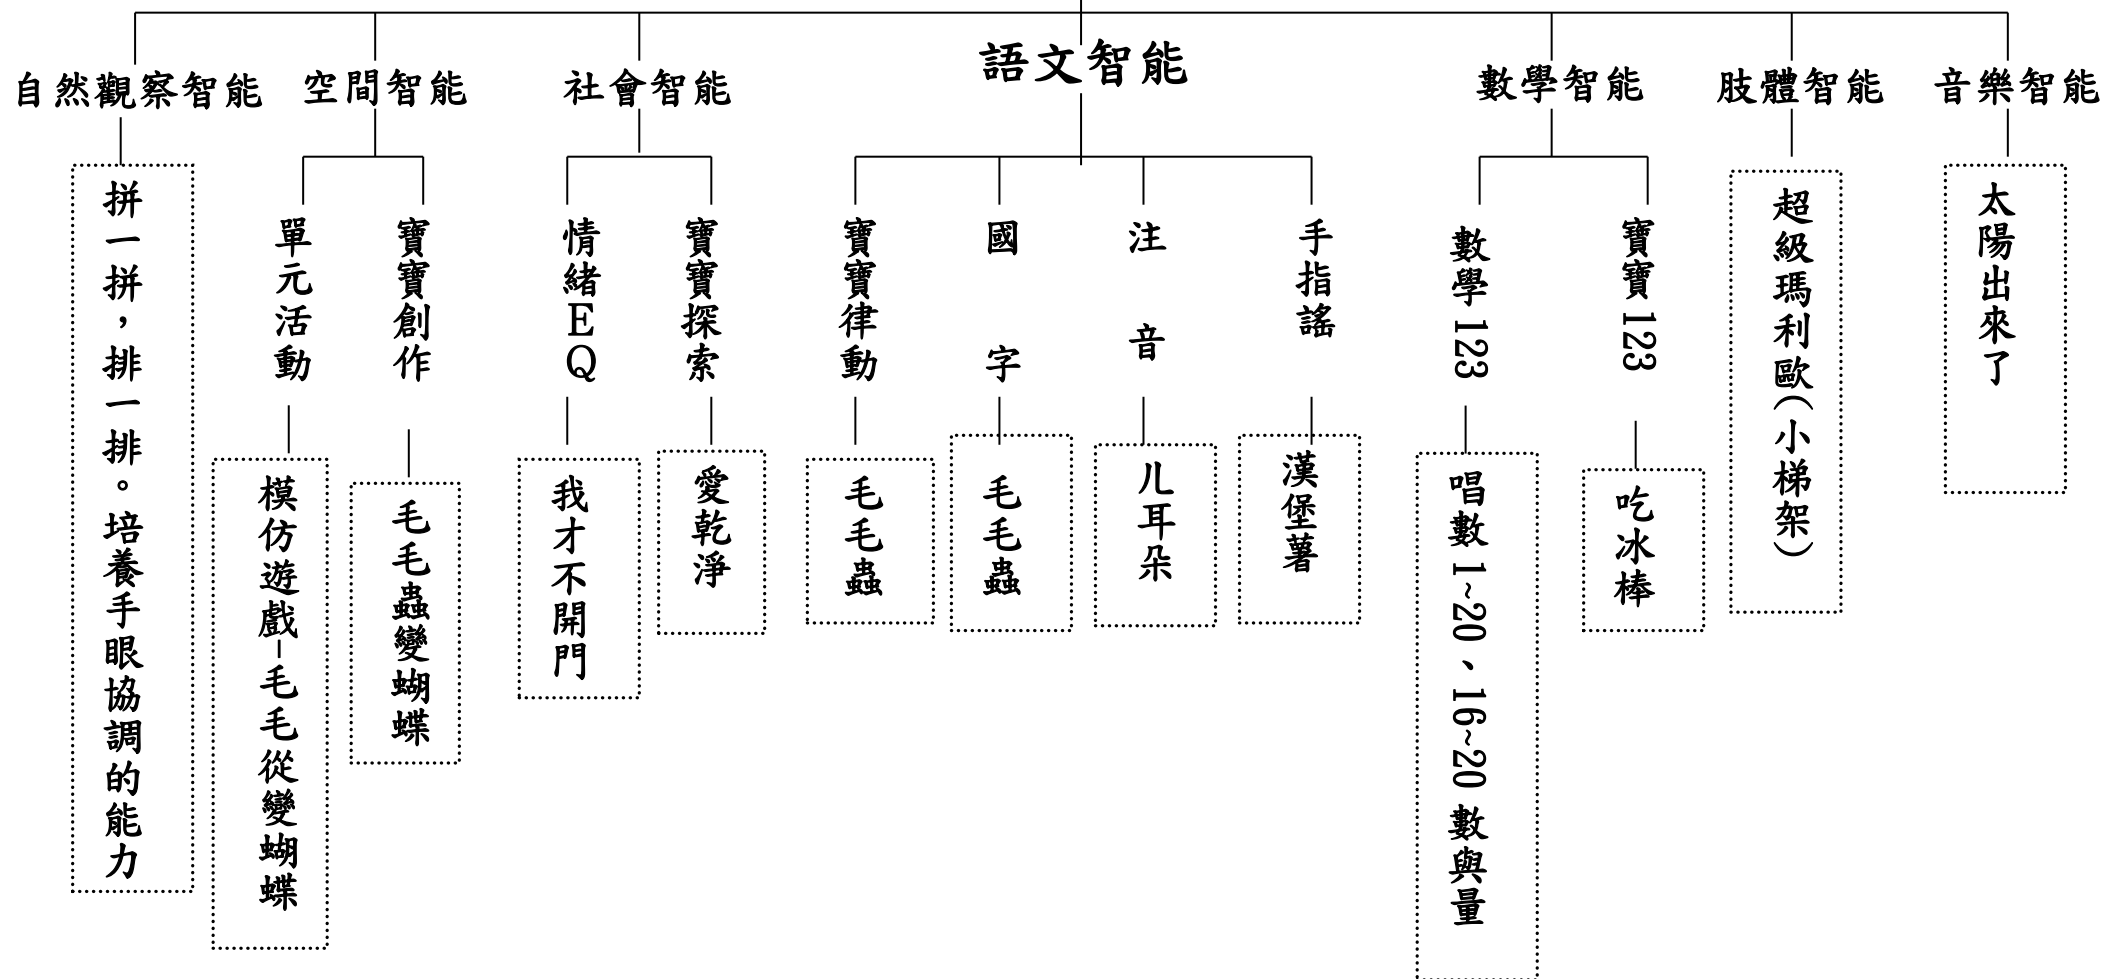 語文智能
自然觀察智能
空間智能
社會智能
數學智能
肢體智能
音樂智能
拼一拼，排一排。培養手眼協調的能力
單元活動
模仿遊戲-毛毛從變蝴蝶
寶寶創作
毛毛蟲變蝴蝶
情緒EQ
我才不開門
寶寶探索
愛乾淨
寶寶律動
毛毛蟲
國字
毛毛蟲
注音
ㄦ耳朵
手指謠
漢堡薯
數學123
唱數1~20、16~20數與量
寶寶123
吃冰棒
超級瑪利歐(小梯架)
太陽出來了